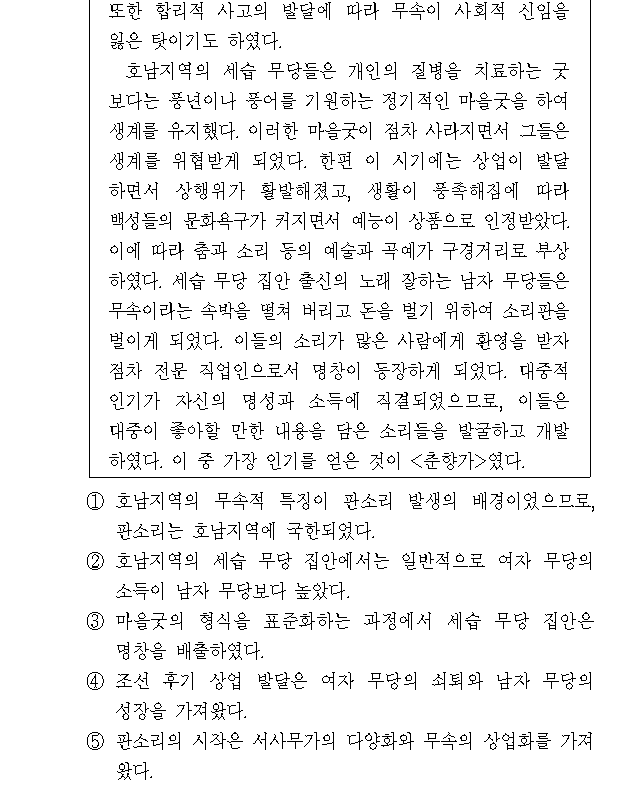 또한 합리적 사고의 발달에 따라 무속이 사회적 신임을
잃은 탓이기도 하였다.
호남지역의 세습 무당들은 개인의 질병을 치료하는 굿
보다는 풍년이나 풍어를 기원하는 정기적인 마을굿을 하여
생계를 유지했다. 이러한 마을굿이 점차 사라지면서 그들은
생계를 위협받게 되었다. 한편 이 시기에는 상업이 발달
하면서 상행위가 활발해졌고, 생활이 풍족해짐에 따라
백성들의 문화욕구가 커지면서 예능이 상품으로 인정받았다.
이에 따라 춤과 소리 등의 예술과 곡예가 구경거리로 부상
하였다. 세습 무당 집안 출신의 노래 잘하는 남자 무당들은
무속이라는 속박을 떨쳐 버리고 돈을 벌기 위하여 소리판을
벌이게 되었다. 이들의 소리가 많은 사람에게 환영을 받자
점차 전문 직업인으로서 명창이 등장하게 되었다. 대중적
인기가 자신의 명성과 소득에 직결되었으므로, 이들은
대중이 좋아할 만한 내용을 담은 소리들을 발굴하고 개발
하였다. 이 중 가장 인기를 얻은 것이 <춘향가>였다.
① 호남지역의 무속적 특징이 판소리 발생의 배경이었으므로,
판소리는 호남지역에 국한되었다.
② 호남지역의 세습 무당 집안에서는 일반적으로 여자 무당의
소득이 남자 무당보다 높았다.
③ 마을굿의 형식을 표준화하는 과정에서 세습 무당 집안은
명창을 배출하였다.
④ 조선 후기 상업 발달은 여자 무당의 쇠퇴와 남자 무당의
성장을 가져왔다.
⑤ 판소리의 시작은 서사무가의 다양화와 무속의 상업화를 가져
왔다.